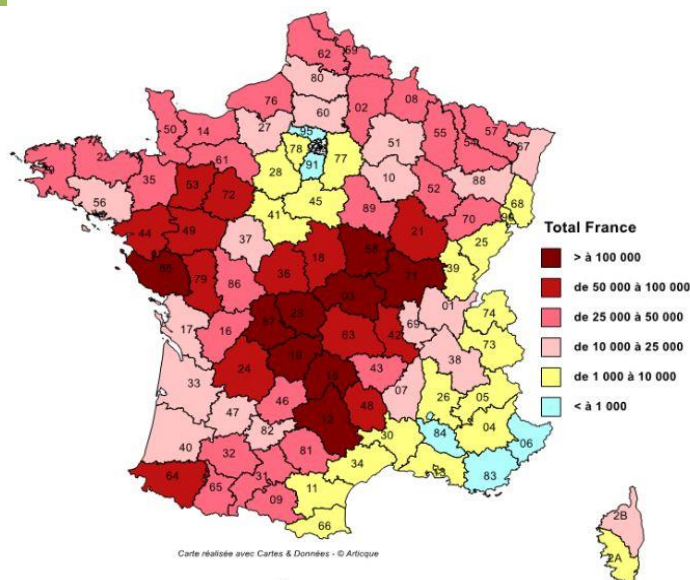 62 59
80
76 60 02 08
50 14 27 95 51 55 57 67
22 61 78 91 77 54
35 53 72 28 10 52 88 68
56 45 89 70 90
44 49 41 21 25
37 18 58 39
85 79 36 71
86 03 01 74
17 16 87 23 69
63 42 73
24 19 38
33 15 43
46 07 26 05
47 48
82 12 30 84 04 06
40 32 81 34 13 83
64 65 31 11
09 66
2B
2A
Total France
> à 100 000
de 50 000 à 100 000
de 25 000 à 50 000
de 10 000 à 25 000
de 1 000 à 10 000
< à 1 000
Carte réalisée avec Cartes & Données - © Articque